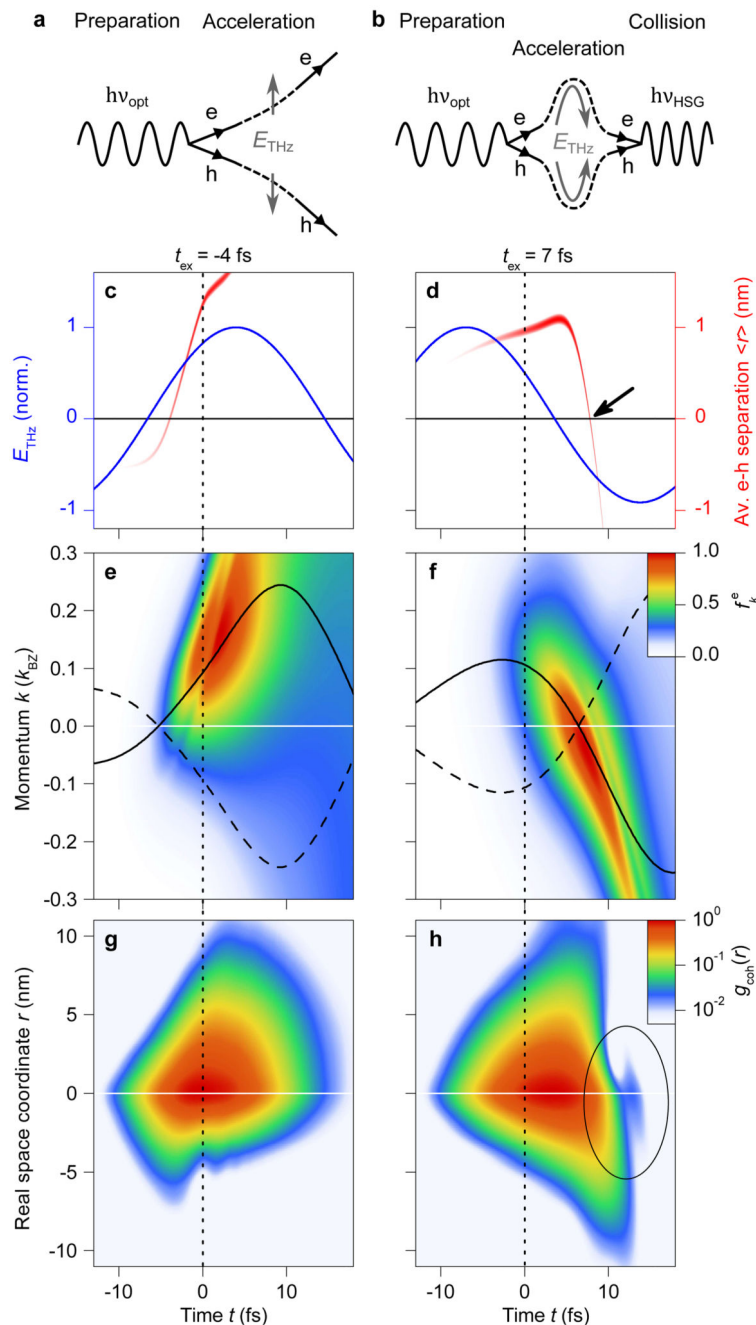 a Preparation Acceleration
hν_opt
e
E_THz
h
b Preparation Collision
Acceleration
hν_opt
e
E_THz
h
e
h
hν_HSG
t_ex = -4 fs
t_ex = 7 fs
c
d
E_THz (norm.)
1
0
-1
Av. e-h separation <r> (nm)
1
0
-1
e
f
Momentum k (k_BZ)
0.3
0.2
0.1
0.0
-0.1
-0.2
-0.3
1.0
0.5
0.0
f_k^e
g
h
Real space coordinate r (nm)
10
5
0
-5
-10
10^0
10^-1
10^-2
g_coh(r)
-10 0 10
Time t (fs)
-10 0 10
Time t (fs)